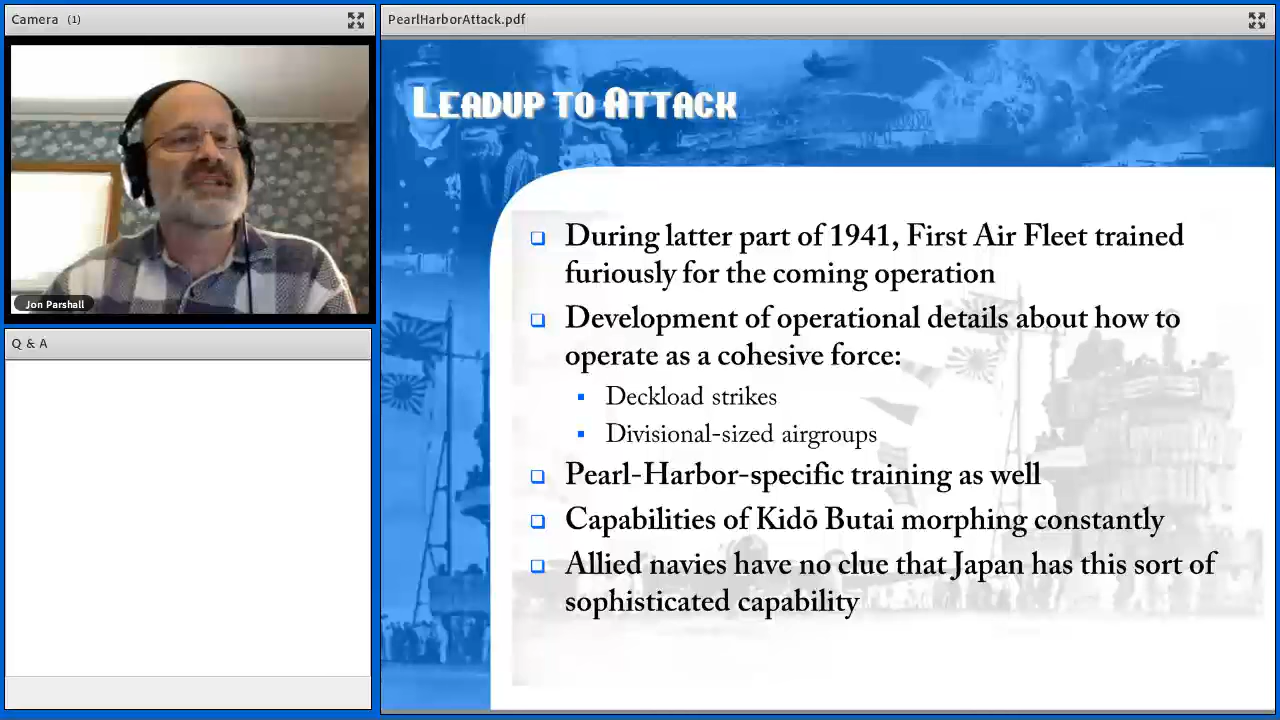 Camera (1)
Jon Parshall
Q & A
PearlHarborAttack.pdf
LEADUP TO ATTACK
During latter part of 1941, First Air Fleet trained
furiously for the coming operation
Development of operational details about how to
operate as a cohesive force:
Deckload strikes
Divisional-sized airgroups
Pearl-Harbor-specific training as well
Capabilities of Kidō Butai morphing constantly
Allied navies have no clue that Japan has this sort of
sophisticated capability